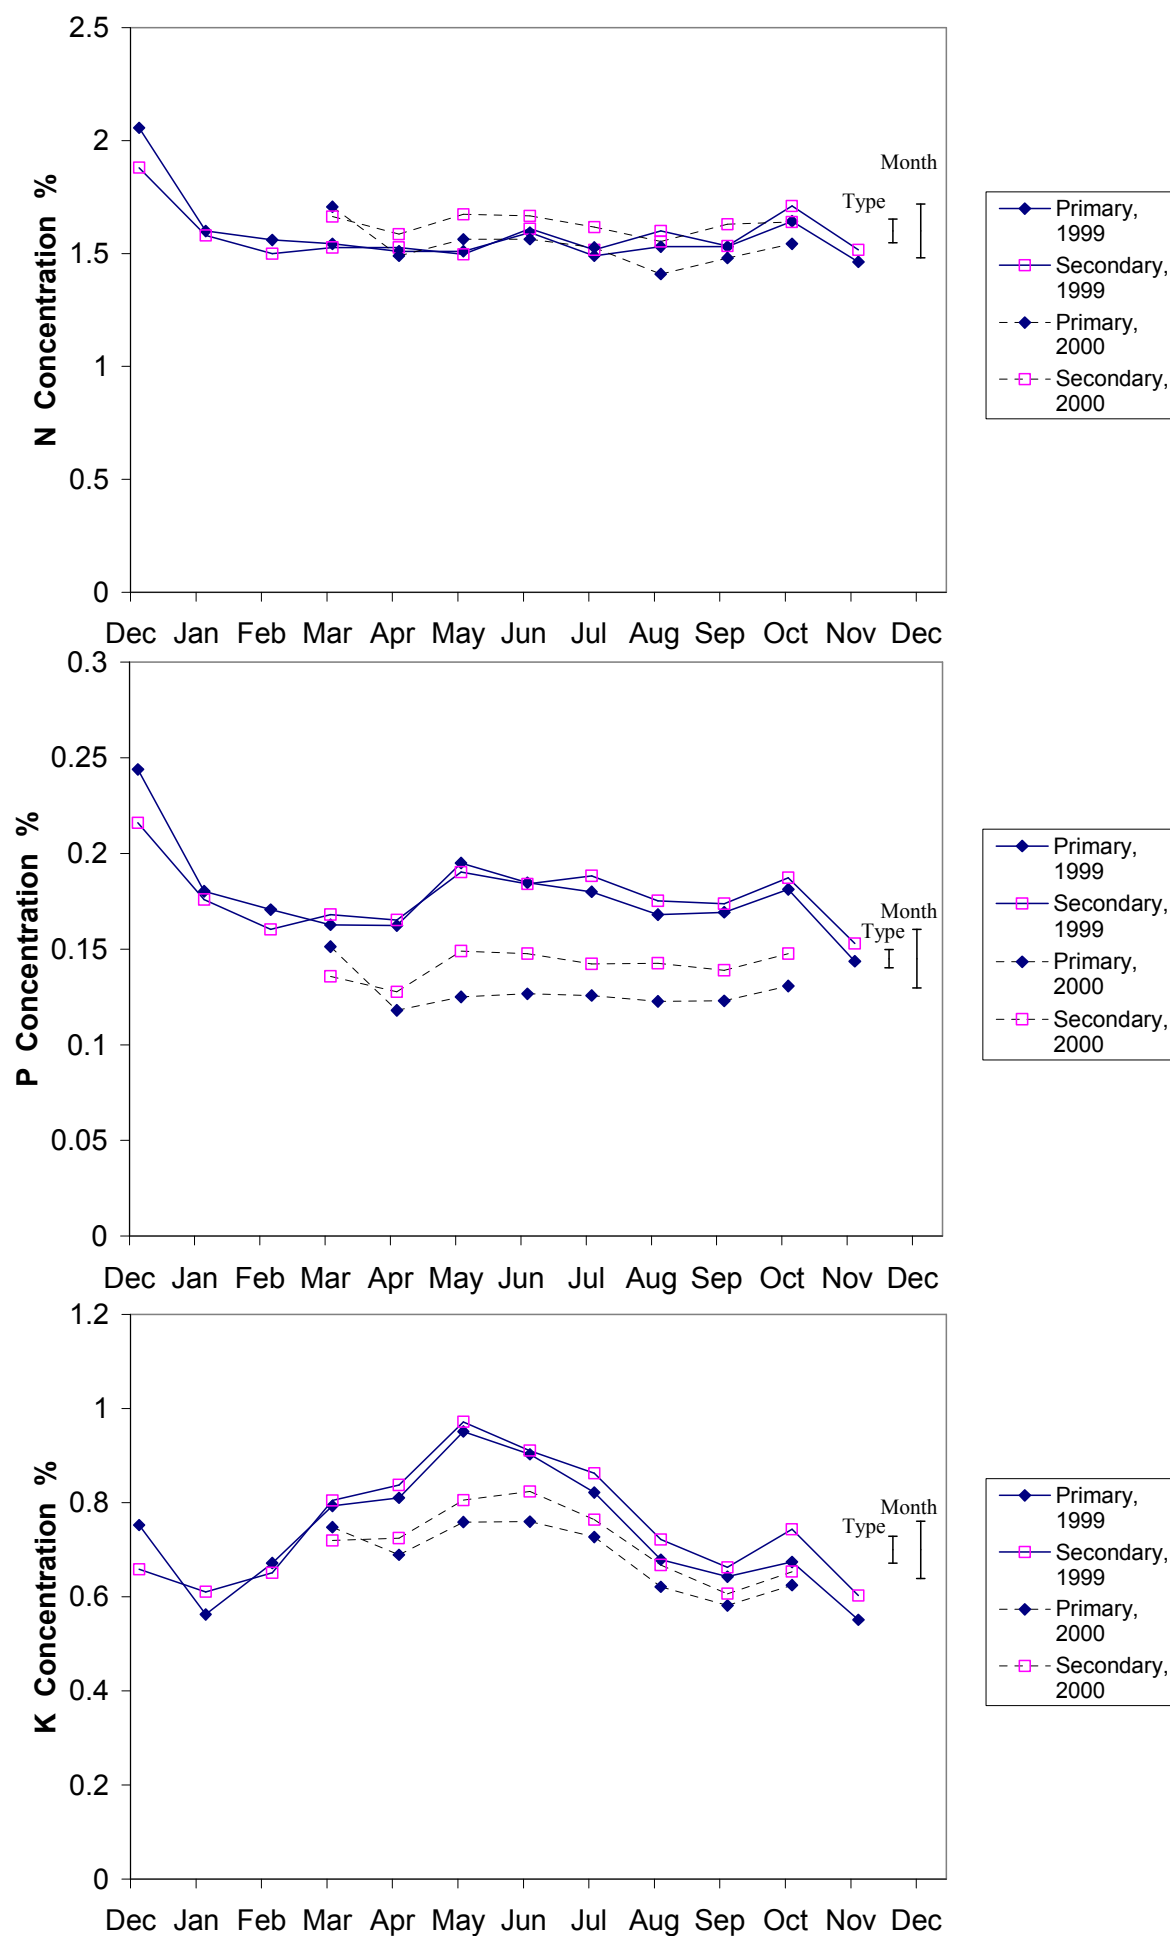 2.5
2
1.5
1
0.5
0
N Concentration %
Dec Jan Feb Mar Apr May Jun Jul Aug Sep Oct Nov Dec
Month
Type
Primary,
1999
Secondary,
1999
Primary,
2000
Secondary,
2000
0.3
0.25
0.2
0.15
0.1
0.05
0
P Concentration %
Dec Jan Feb Mar Apr May Jun Jul Aug Sep Oct Nov Dec
Month
Type
Primary,
1999
Secondary,
1999
Primary,
2000
Secondary,
2000
1.2
1
0.8
0.6
0.4
0.2
0
K Concentration %
Dec Jan Feb Mar Apr May Jun Jul Aug Sep Oct Nov Dec
Month
Type
Primary,
1999
Secondary,
1999
Primary,
2000
Secondary,
2000